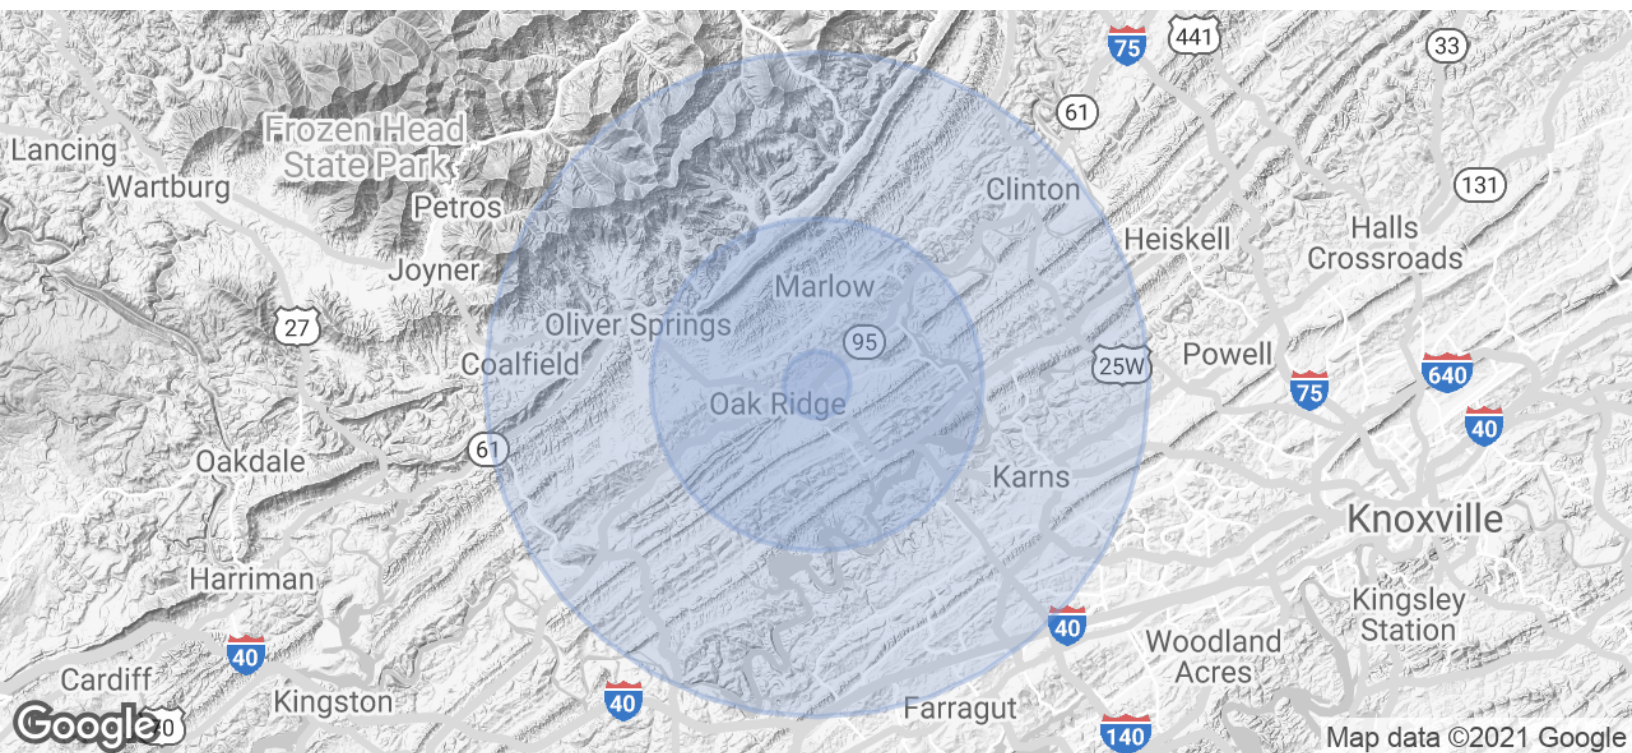 75
441
33
61
Frozen Head
State Park
Lancing
Wartburg
131
Petros
Clinton
Halls
Crossroads
Heiskell
Joyner
Marlow
27
Oliver Springs
95
Coalfield
25W
Powell
640
75
Oak Ridge
40
61
Oakdale
Karns
Knoxville
Harriman
Kingsley
Station
40
Woodland
Acres
40
Cardiff
Kingston
40
Farragut
Google
140
Map data ©2021 Google